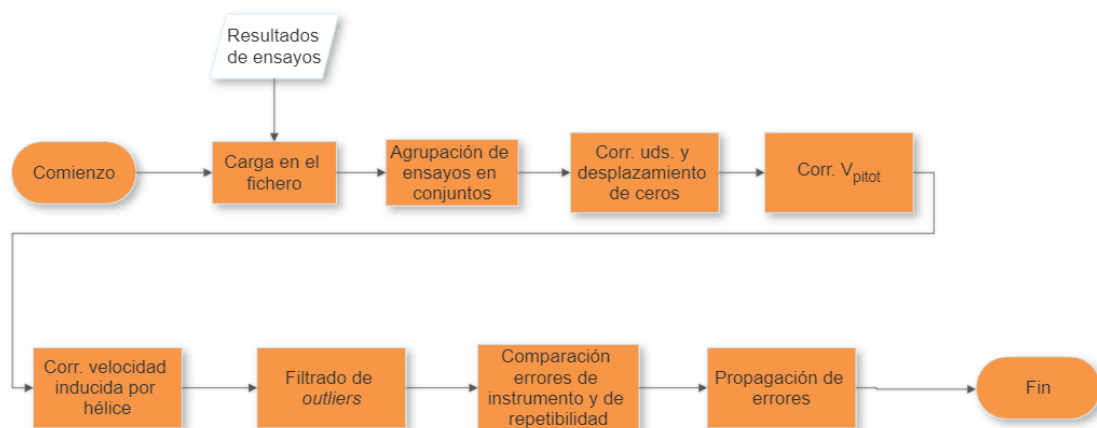 Resultados
de ensayos
Comienzo
Carga en el
fichero
Agrupación de
ensayos en
conjuntos
Corr. uds. y
desplazamiento
de ceros
Corr. Vpitot
Corr. velocidad
inducida por
hélice
Filtrado de
outliers
Comparación
errores de
instrumento y de
repetibilidad
Propagación de
errores
Fin